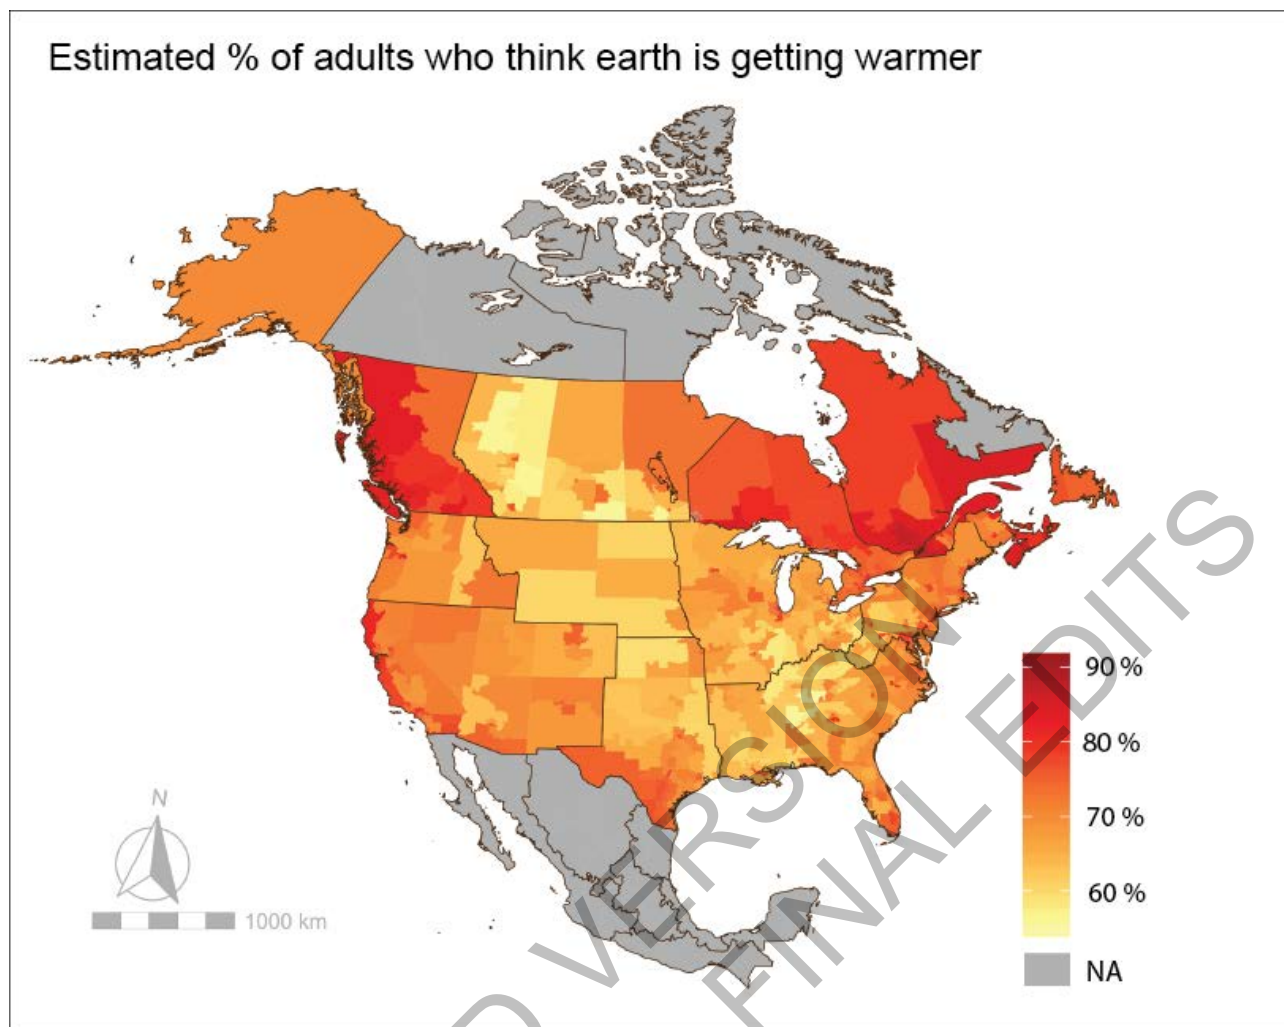 Estimated % of adults who think earth is getting warmer
N
1000 km
90 %
80 %
70 %
60 %
NA
D VERSION
FINAL EDITS